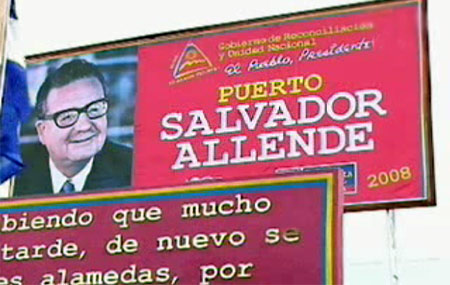 Gobierno de Reconciliación
y Unidad Nacional
El Pueblo, Presidente!
PUERTO
SALVADOR
ALLENDE
2008
biendo que mucho
tarde, de nuevo se
es alamedas, por